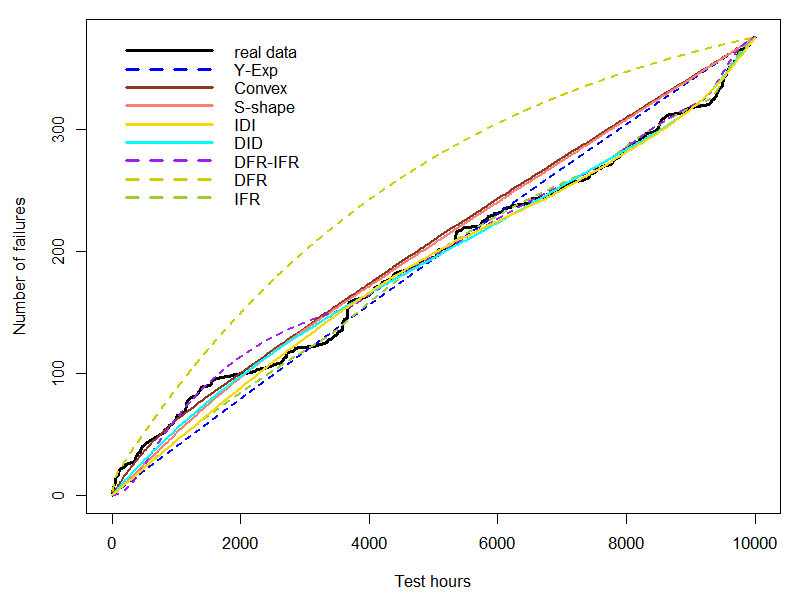 real data
Y-Exp
Convex
S-shape
IDI
DID
DFR-IFR
DFR
IFR
Number of failures
300
200
100
0
0 2000 4000 6000 8000 10000
Test hours